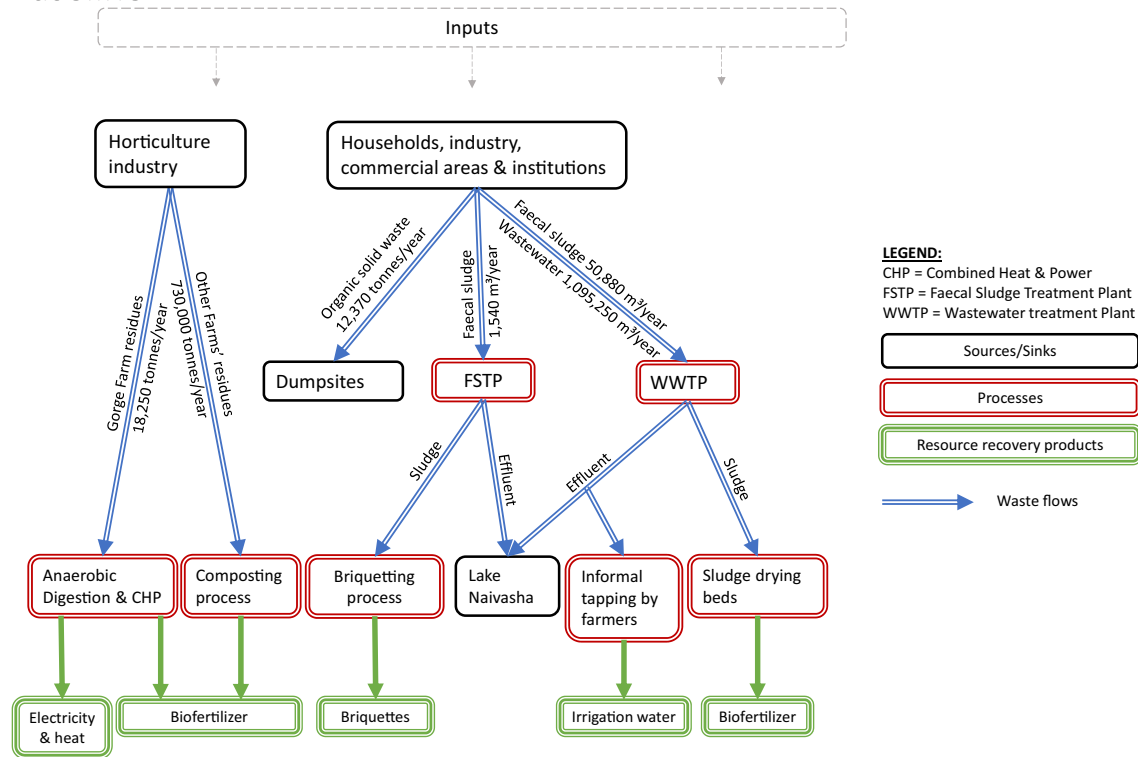 Inputs
Horticulture
industry
Households, industry,
commercial areas & institutions
Gorge Farm residues
18,250 tonnes/year
Other Farms' residues
730,000 tonnes/year
Organic solid waste
12,370 tonnes/year
Faecal sludge
1,540 m³/year
Faecal sludge 50,880 m³/year
Wastewater 1,095,250 m³/year
LEGEND:
CHP = Combined Heat & Power
FSTP = Faecal Sludge Treatment Plant
WWTP = Wastewater treatment Plant
Sources/Sinks
Processes
Resource recovery products
Waste flows
Dumpsites
FSTP
WWTP
Sludge
Effluent
Effluent
Sludge
Anaerobic
Digestion & CHP
Composting
process
Briquetting
process
Lake
Naivasha
Informal
tapping by
farmers
Sludge drying
beds
Electricity
& heat
Biofertilizer
Briquettes
Irrigation water
Biofertilizer